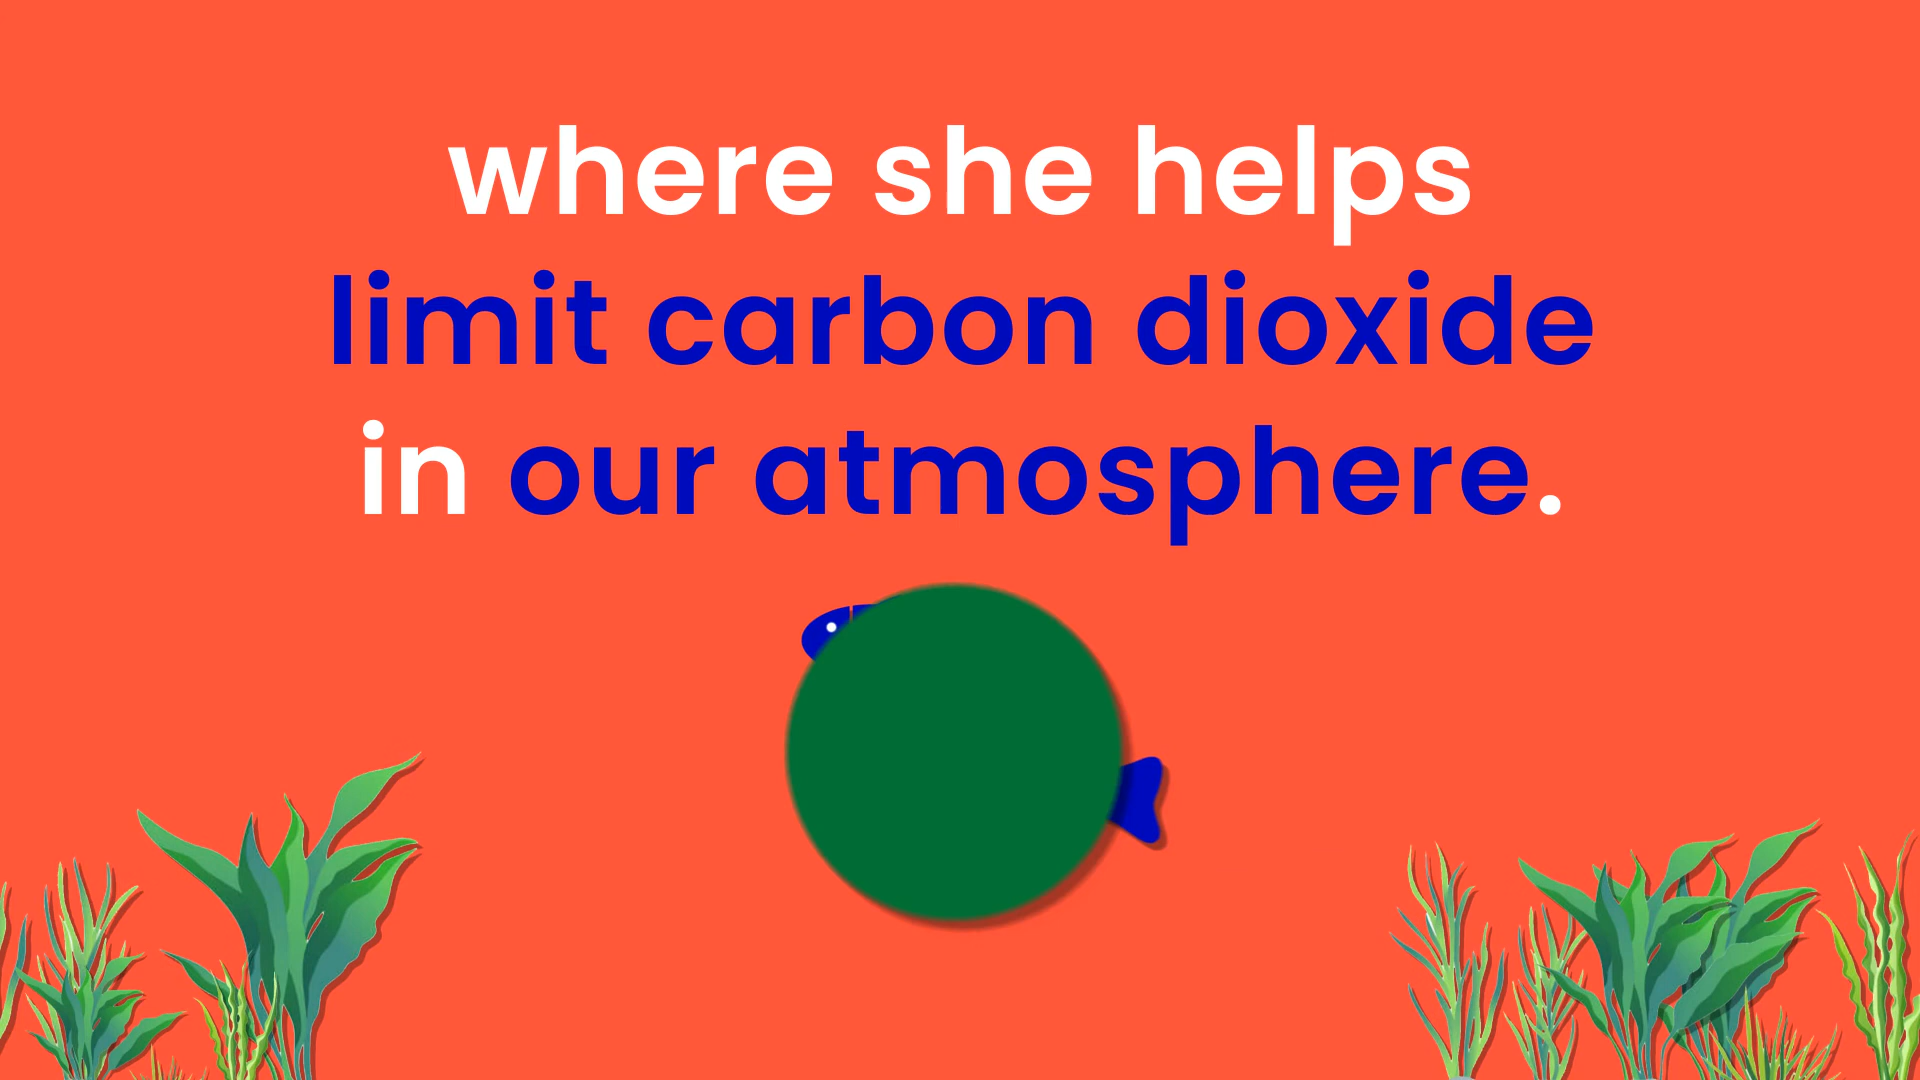 where she helps
limit carbon dioxide
in our atmosphere.